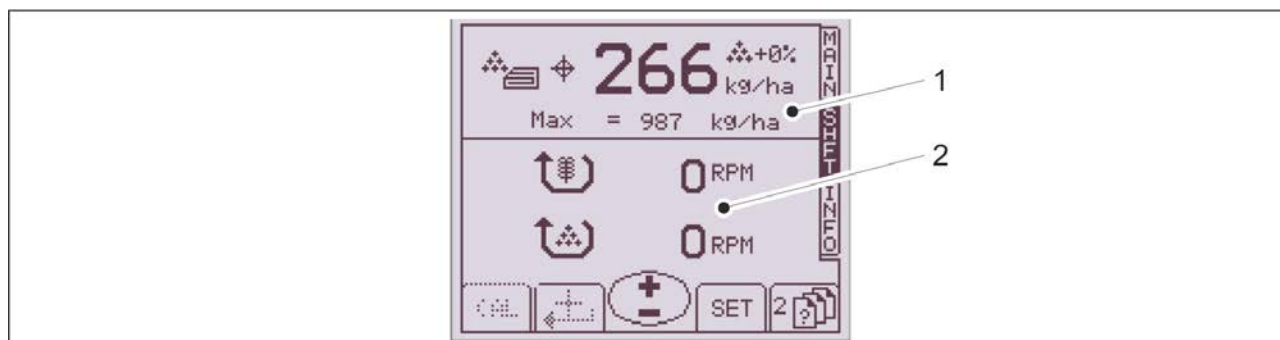 266 +0%
kg/ha
Max = 987 kg/ha
0 RPM
0 RPM
CAL
+
-
SET
2 ?
MAIN
SHFT
INFO
1
2